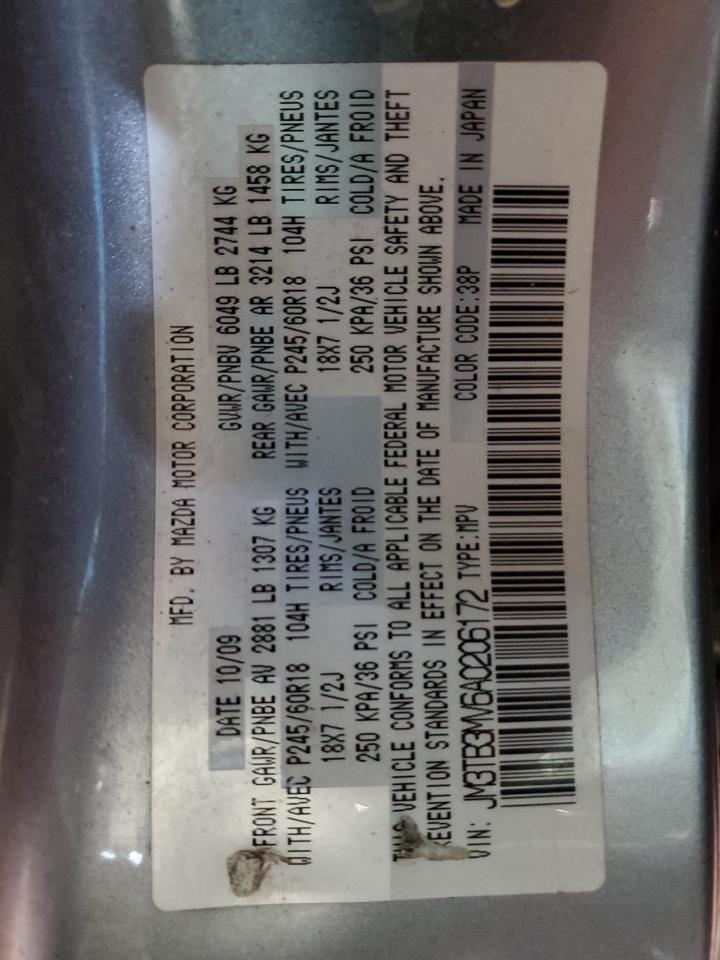 MFD. BY MAZDA MOTOR CORPORATION
DATE 10/09 GVWR/PNBV 6049 LB 2744 KG
FRONT GAWR/PNBE AV 2881 LB 1307 KG REAR GAWR/PNBE AR 3214 LB 1458 KG
WITH/AVEC P245/60R18 104H TIRES/PNEUS WITH/AVEC P245/60R18 104H TIRES/PNEUS
18X7 1/2J RIMS/JANTES 18X7 1/2J RIMS/JANTES
250 KPA/36 PSI COLD/A FROID 250 KPA/36 PSI COLD/A FROID
VEHICLE CONFORMS TO ALL APPLICABLE FEDERAL MOTOR VEHICLE SAFETY AND THEFT
EVENTION STANDARDS IN EFFECT ON THE DATE OF MANUFACTURE SHOWN ABOVE.
VIN: JM3TB3MV6A0206172 TYPE:MPV COLOR CODE:38P MADE IN JAPAN